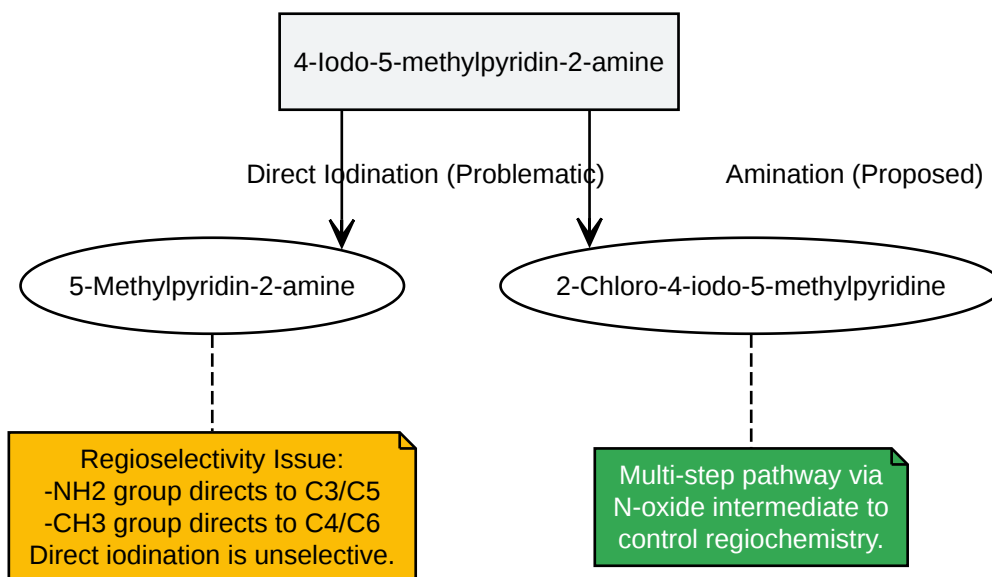 4-Iodo-5-methylpyridin-2-amine
Direct Iodination (Problematic)
Amination (Proposed)
5-Methylpyridin-2-amine
2-Chloro-4-iodo-5-methylpyridine
Regioselectivity Issue:
-NH2 group directs to C3/C5
-CH3 group directs to C4/C6
Direct iodination is unselective.
Multi-step pathway via
N-oxide intermediate to
control regiochemistry.